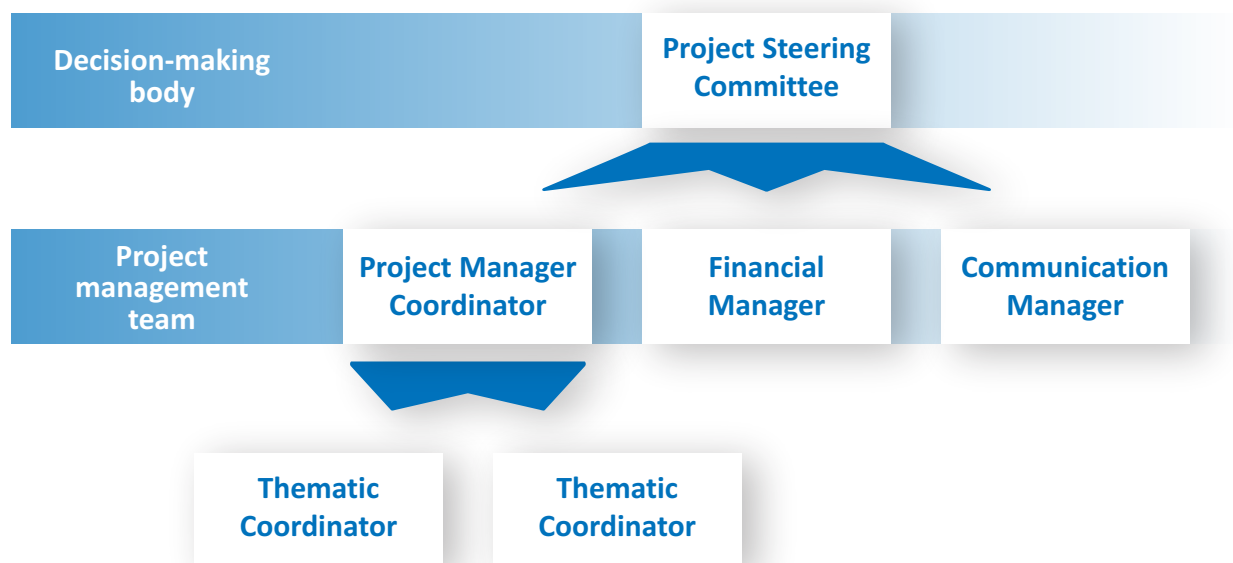 Decision-making
body
Project Steering
Committee
Project
management
team
Project Manager
Coordinator
Financial
Manager
Communication
Manager
Thematic
Coordinator
Thematic
Coordinator